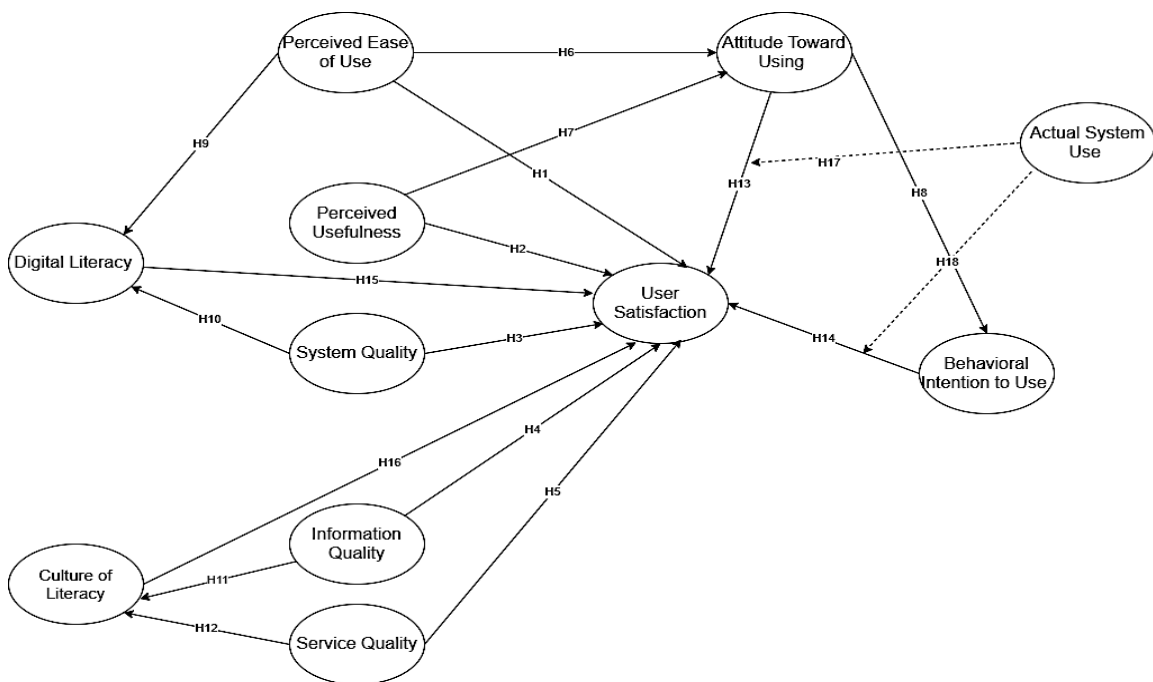 Perceived Ease
of Use
H6
Attitude Toward
Using
H9
H7
H1
H17
Actual System
Use
H13
H8
Perceived
Usefulness
H2
Digital Literacy
H15
H18
User
Satisfaction
H10
System Quality
H3
H14
Behavioral
Intention to Use
H4
H16
H5
Information
Quality
Culture of
Literacy
H11
H12
Service Quality